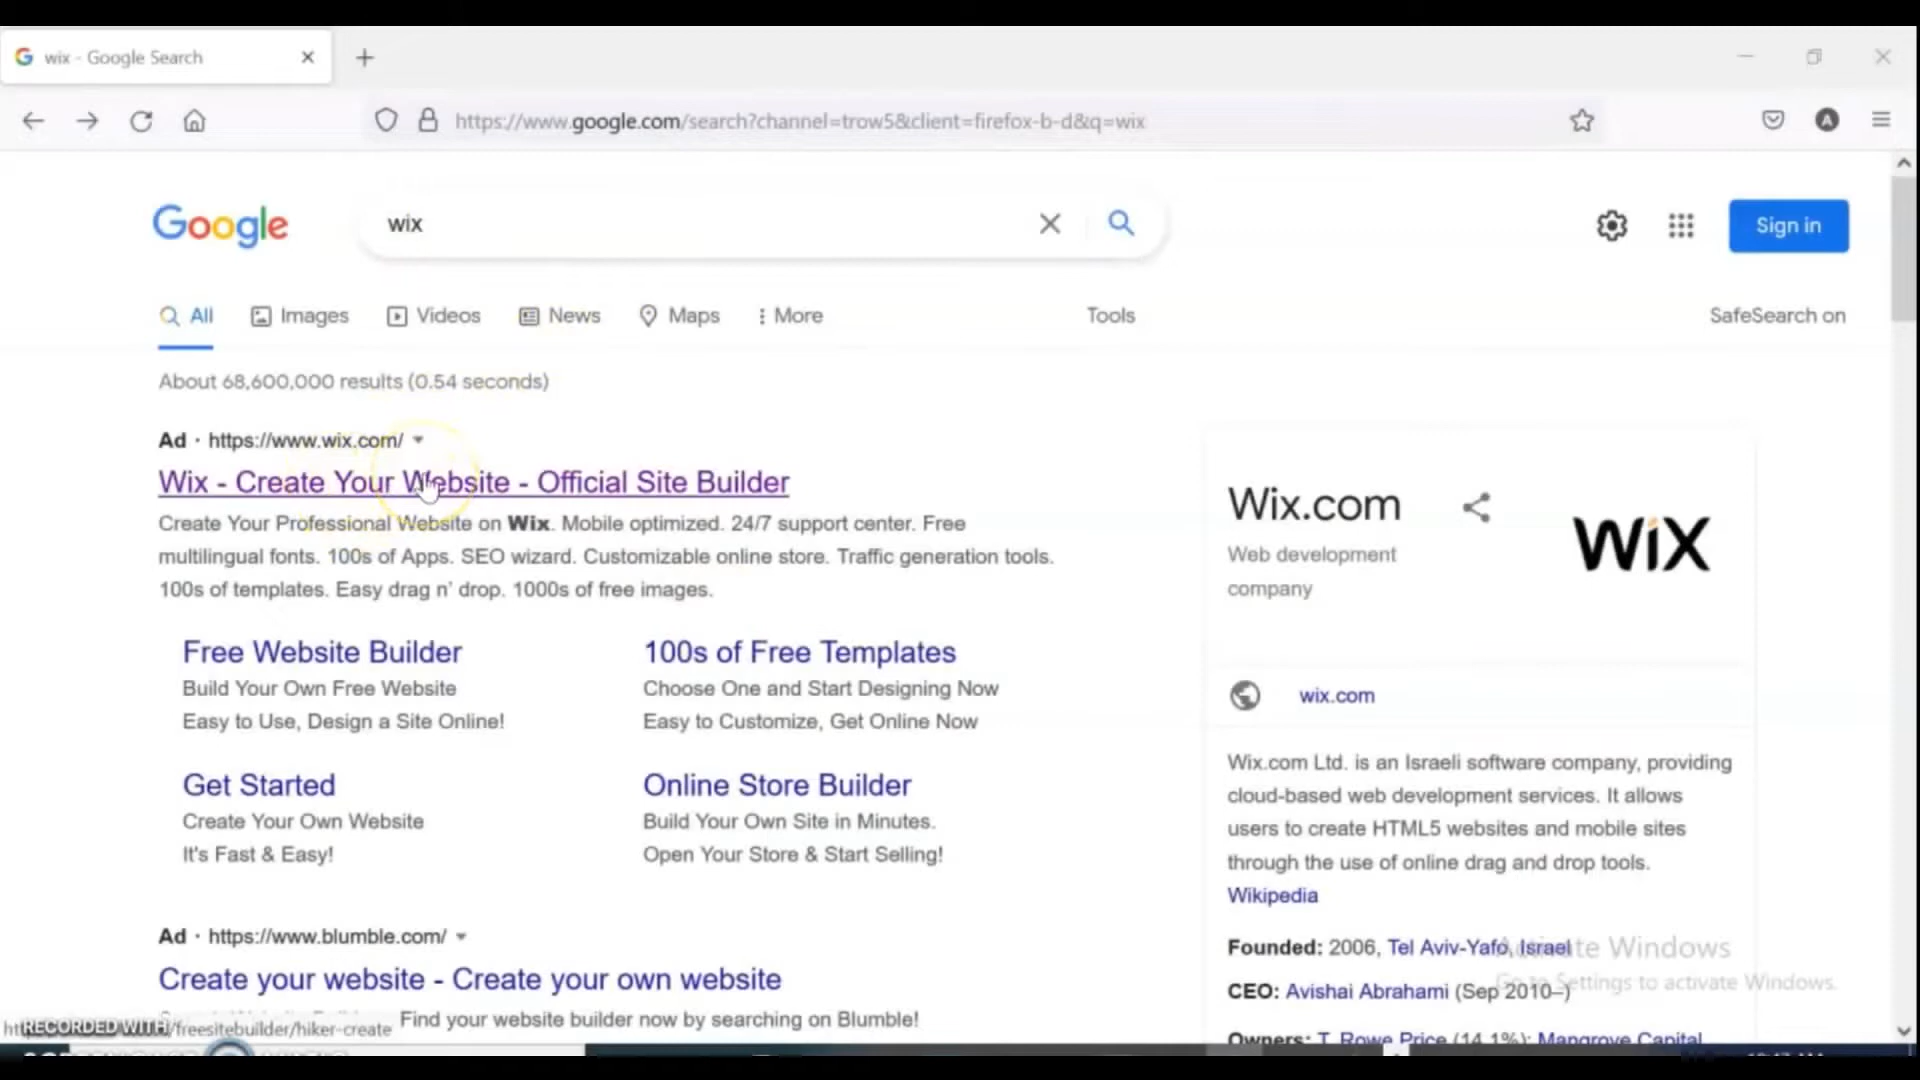 wix - Google Search
https://www.google.com/search?channel=trow5&client=firefox-b-d&q=wix
A
Google
wix
Sign in
All
Images
Videos
News
Maps
More
Tools
SafeSearch on
About 68,600,000 results (0.54 seconds)
Ad · https://www.wix.com/
Wix - Create Your Website - Official Site Builder
Create Your Professional Website on Wix. Mobile optimized. 24/7 support center. Free
multilingual fonts. 100s of Apps. SEO wizard. Customizable online store. Traffic generation tools.
100s of templates. Easy drag n' drop. 1000s of free images.
Free Website Builder
Build Your Own Free Website
Easy to Use, Design a Site Online!
100s of Free Templates
Choose One and Start Designing Now
Easy to Customize, Get Online Now
Get Started
Create Your Own Website
It's Fast & Easy!
Online Store Builder
Build Your Own Site in Minutes.
Open Your Store & Start Selling!
Ad · https://www.blumble.com/
Create your website - Create your own website
Find your website builder now by searching on Blumble!
Wix.com
Web development
company
WiX
wix.com
Wix.com Ltd. is an Israeli software company, providing
cloud-based web development services. It allows
users to create HTML5 websites and mobile sites
through the use of online drag and drop tools.
Wikipedia
Founded: 2006, Tel Aviv-Yafo, Israel
CEO: Avishai Abrahami (Sep 2010–)
Owners: T. Rowe Price (14.1%); Mangrove Capital
Activate Windows
Go to Settings to activate Windows.
RECORDED WITH
/freesitebuilder/hiker-create